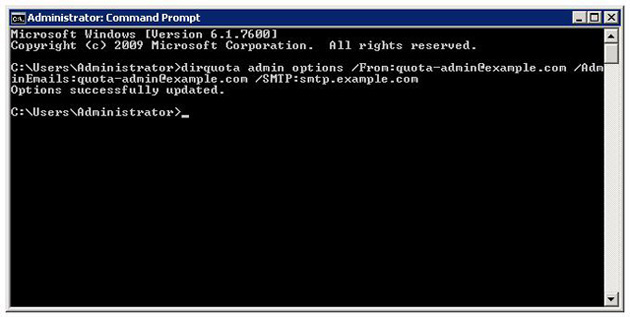 Administrator: Command Prompt
Microsoft Windows [Version 6.1.7600]
Copyright (c) 2009 Microsoft Corporation.  All rights reserved.
C:\Users\Administrator>dirquota admin options /From:quota-admin@example.com /Adm
inEmails:quota-admin@example.com /SMTP:smtp.example.com
Options successfully updated.
C:\Users\Administrator>_